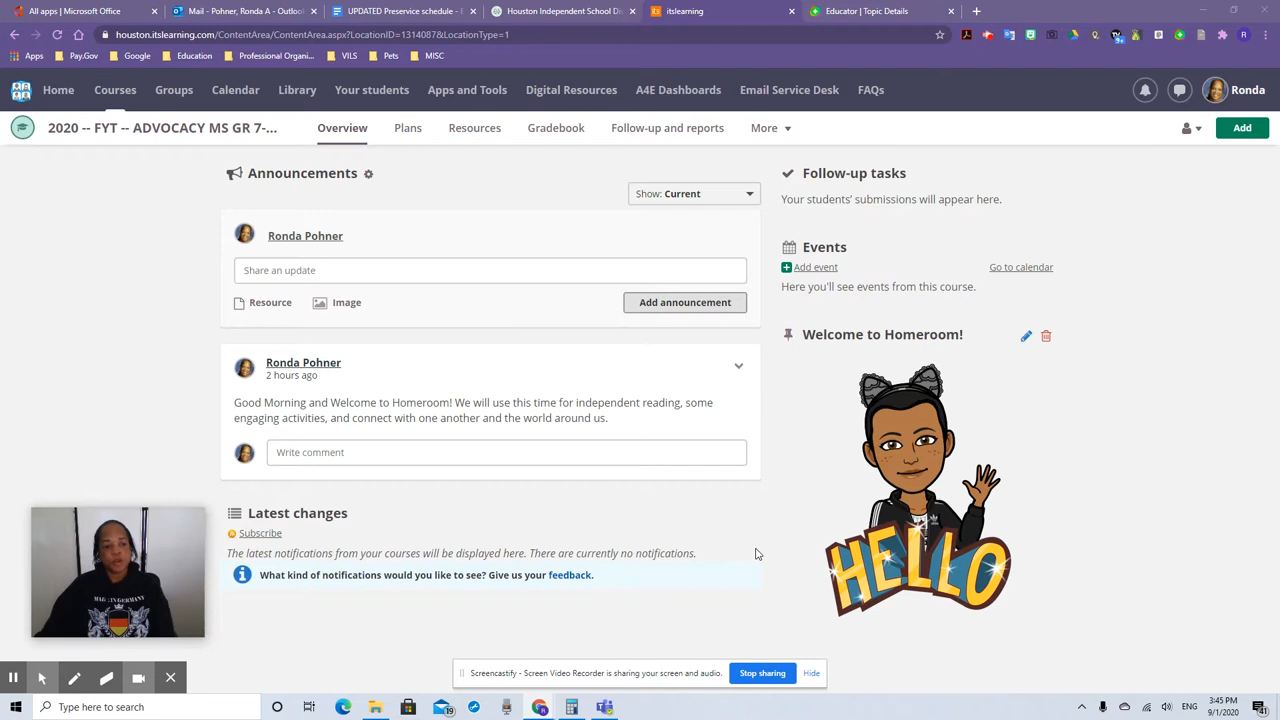 All apps | Microsoft Office
Mail - Pohner, Ronda A - Outlo
UPDATED Preservice schedule -
Houston Independent School Di
itslearning
Educator | Topic Details
houston.itslearning.com/ContentArea/ContentArea.aspx?LocationID=1314087&LocationType=1
Apps
Pay.Gov
Google
Education
Professional Organi...
VILS
Pets
MISC
Home
Courses
Groups
Calendar
Library
Your students
Apps and Tools
Digital Resources
A4E Dashboards
Email Service Desk
FAQs
Ronda
2020 -- FYT -- ADVOCACY MS GR 7-...
Overview
Plans
Resources
Gradebook
Follow-up and reports
More
Add
Announcements
Show: Current
Ronda Pohner
Share an update
Resource
Image
Add announcement
Ronda Pohner
2 hours ago
Good Morning and Welcome to Homeroom! We will use this time for independent reading, some
engaging activities, and connect with one another and the world around us.
Write comment
Latest changes
Subscribe
The latest notifications from your courses will be displayed here. There are currently no notifications.
What kind of notifications would you like to see? Give us your feedback.
Follow-up tasks
Your students' submissions will appear here.
Events
Add event
Go to calendar
Here you'll see events from this course.
Welcome to Homeroom!
HELLO
GERMANY
Screencastify - Screen Video Recorder is sharing your screen and audio.
Stop sharing
Hide
Type here to search
19
ENG
3:45 PM
9/1/2020